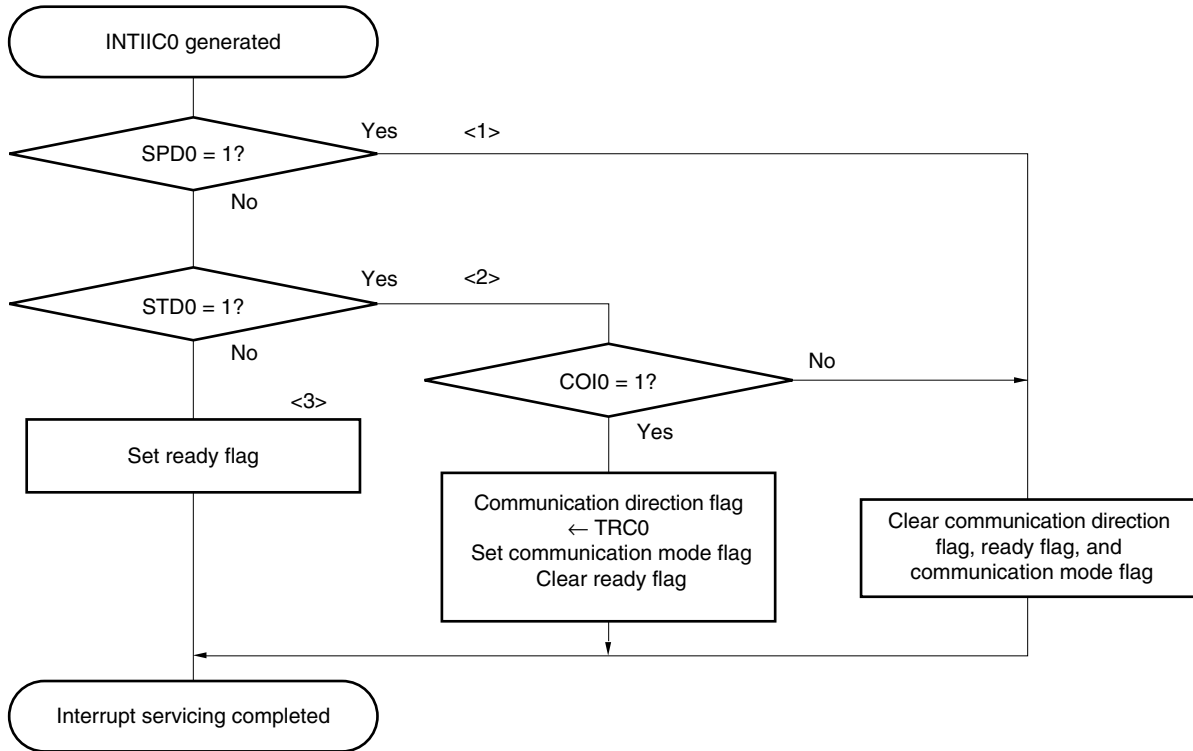 INTIIC0 generated
Yes
<1>
SPD0 = 1?
No
Yes
<2>
STD0 = 1?
No
COI0 = 1?
No
<3>
Yes
Set ready flag
Communication direction flag
← TRC0
Set communication mode flag
Clear ready flag
Clear communication direction
flag, ready flag, and
communication mode flag
Interrupt servicing completed